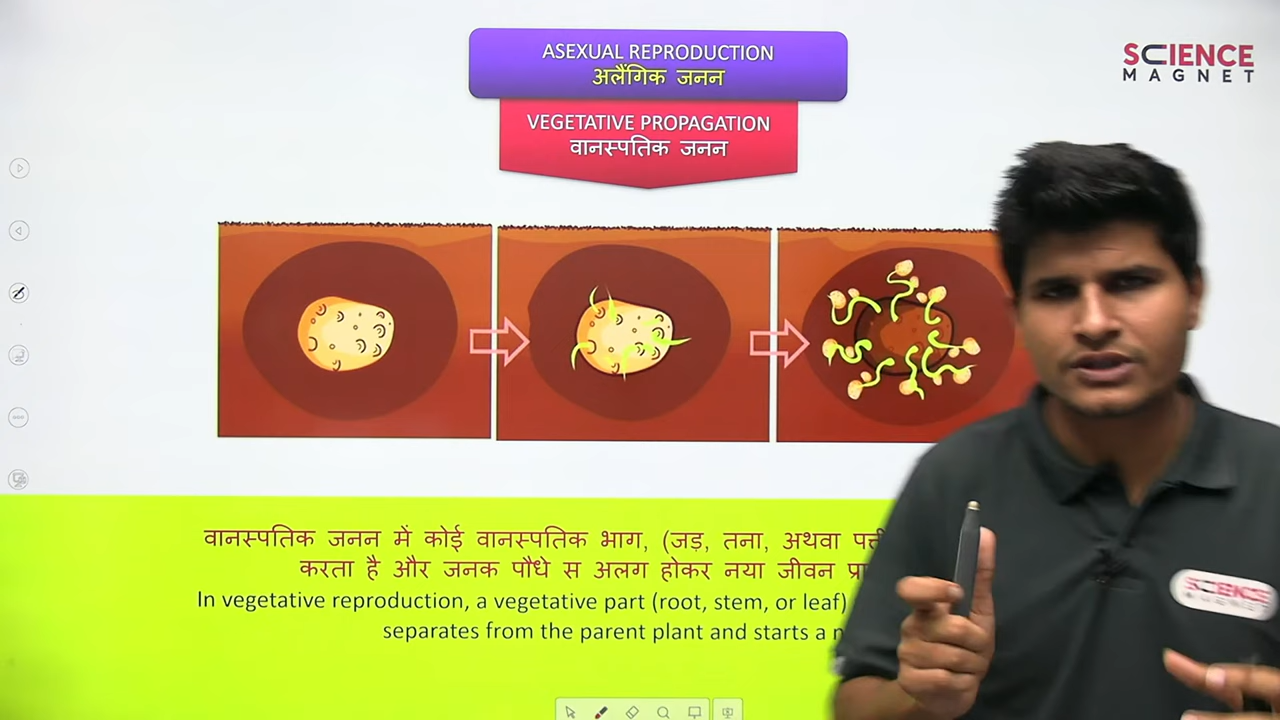 ASEXUAL REPRODUCTION
अलैंगिक जनन
SCIENCE
MAGNET
VEGETATIVE PROPAGATION
वानस्पतिक जनन
वानस्पतिक जनन में कोई वानस्पतिक भाग, (जड़, तना, अथवा
करता है और जनक पौधे स अलग होकर नया जीवन
In vegetative reproduction, a vegetative part (root, stem, or leaf)
separates from the parent plant and starts a
SCIENCE